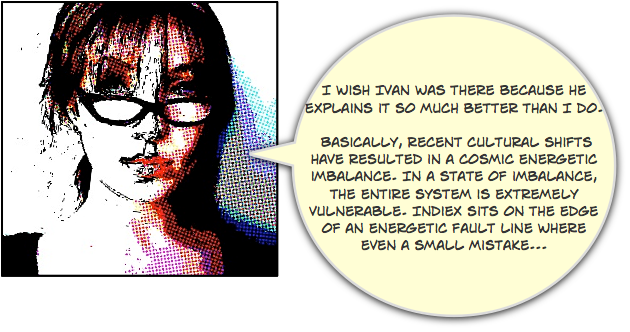 I WISH IVAN WAS THERE BECAUSE HE
EXPLAINS IT SO MUCH BETTER THAN I DO.
BASICALLY, RECENT CULTURAL SHIFTS
HAVE RESULTED IN A COSMIC ENERGETIC
IMBALANCE. IN A STATE OF IMBALANCE,
THE ENTIRE SYSTEM IS EXTREMELY
VULNERABLE. INDIEX SITS ON THE EDGE
OF AN ENERGETIC FAULT LINE WHERE
EVEN A SMALL MISTAKE...